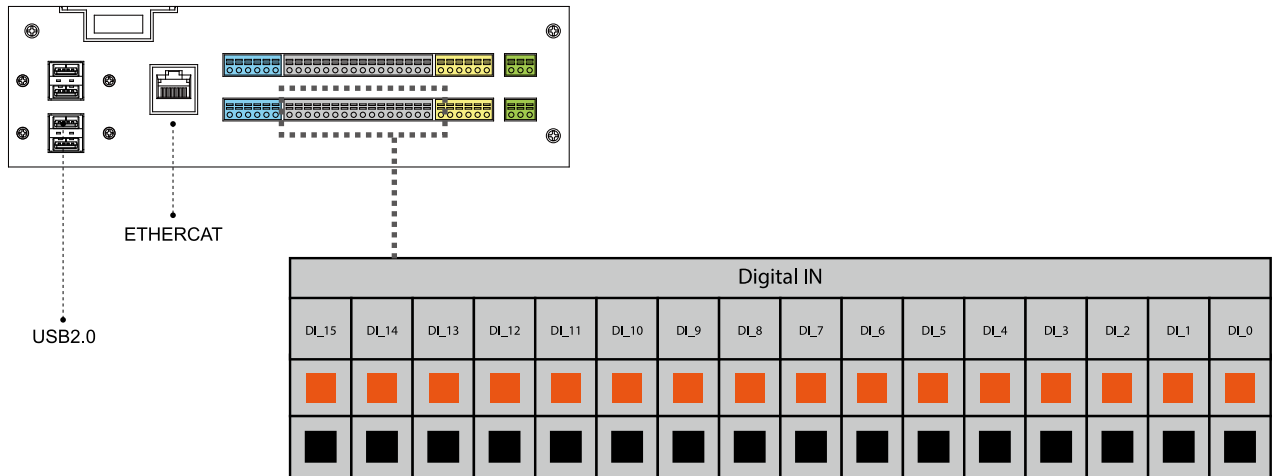 ETHERCAT
USB2.0
Digital IN
DI_15 DI_14 DI_13 DI_12 DI_11 DI_10 DI_9 DI_8 DI_7 DI_6 DI_5 DI_4 DI_3 DI_2 DI_1 DI_0